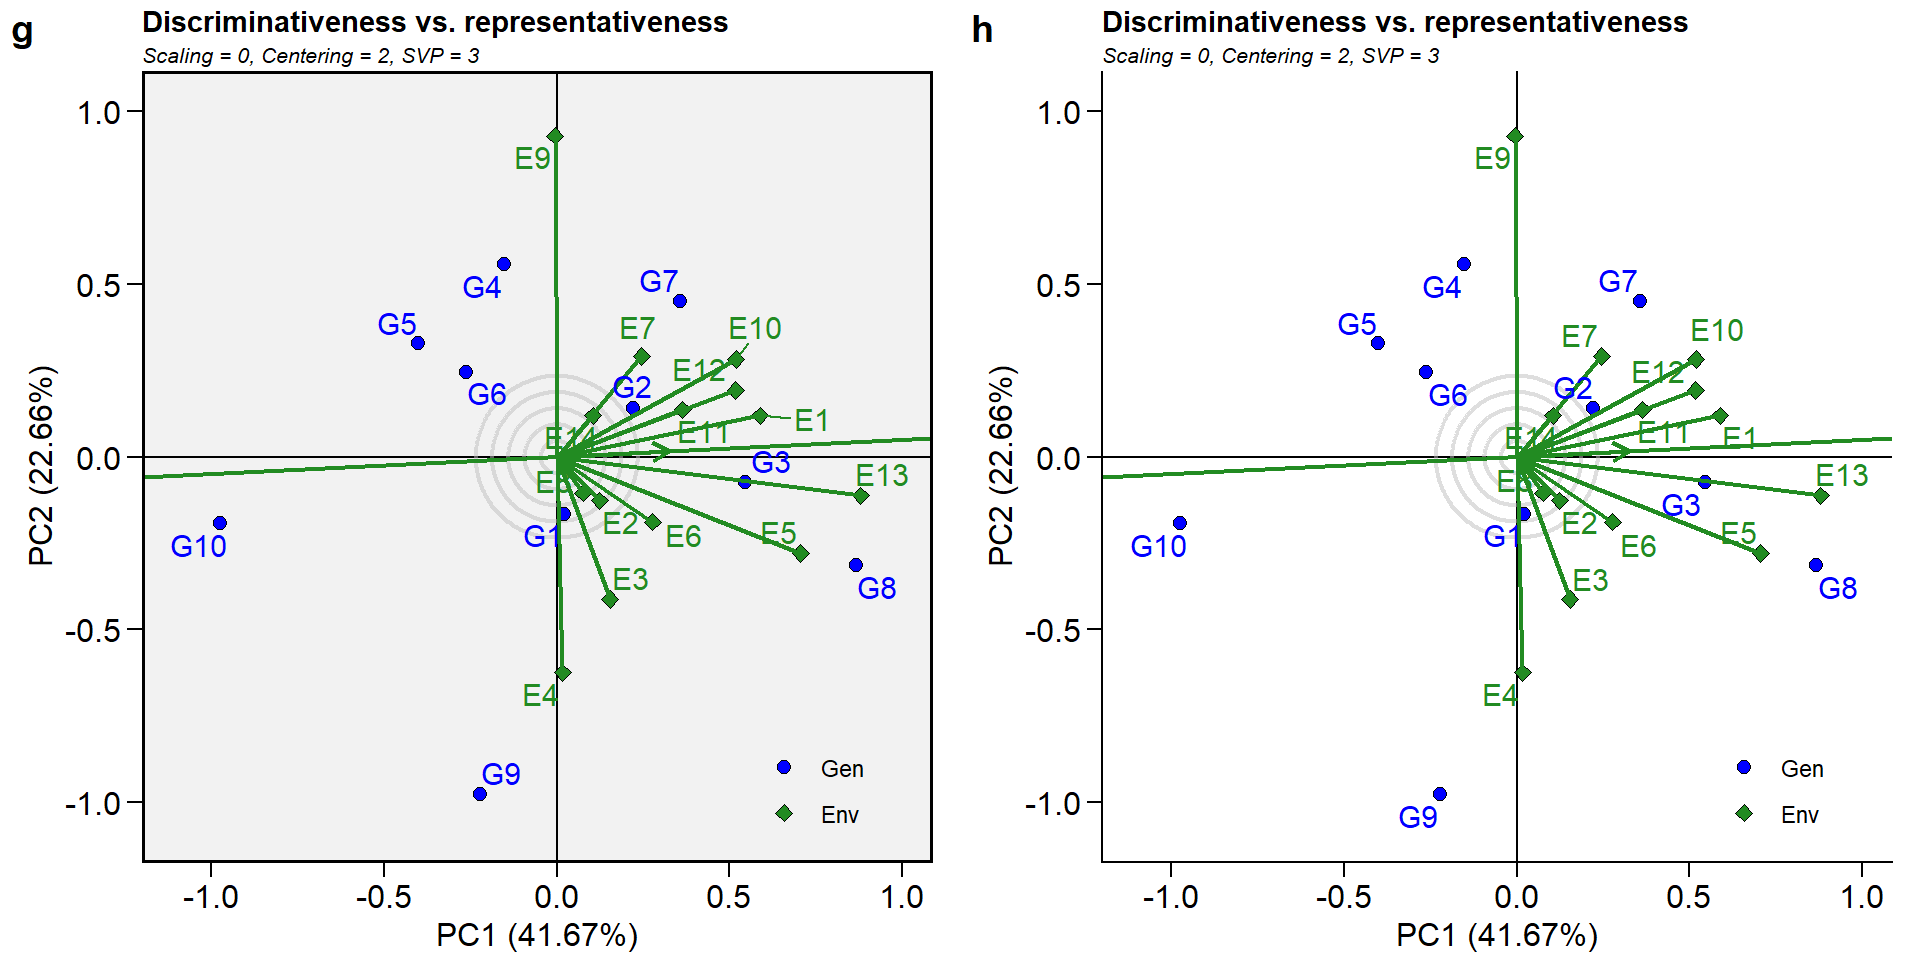 g
Discriminativeness vs. representativeness
Scaling = 0, Centering = 2, SVP = 3
PC2 (22.66%)
1.0
0.5
0.0
-0.5
-1.0
E9
G4
G7
G5
E7
E10
E12
G6
G2
E1
E11
E14
G3
E13
G1
E2
E6
E5
G10
E3
G8
E4
G9
Gen
Env
-1.0
-0.5
0.0
0.5
1.0
PC1 (41.67%)
h
Discriminativeness vs. representativeness
Scaling = 0, Centering = 2, SVP = 3
PC2 (22.66%)
1.0
0.5
0.0
-0.5
-1.0
E9
G4
G7
G5
E7
E10
E12
G6
G2
E11
E1
E14
E13
G3
G1
E2
E5
E6
G10
E3
G8
E4
G9
Gen
Env
-1.0
-0.5
0.0
0.5
1.0
PC1 (41.67%)